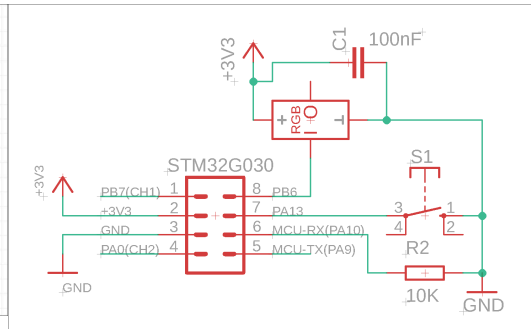 C1
100nF
+3V3
+
RGB
I O
⊥
S1
STM32G030
+3V3
PB7(CH1) 1 8 PB6
+3V3 2 7 PA13 3 1
GND 3 6 MCU-RX(PA10) 4 2
PA0(CH2) 4 5 MCU-TX(PA9) R2
GND
10K
GND